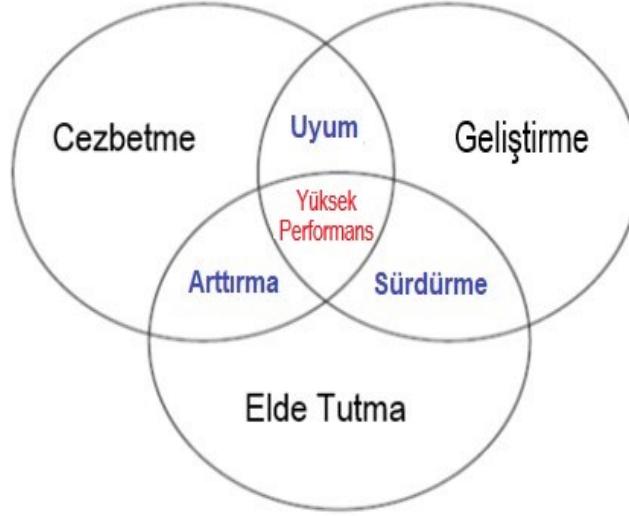 Cezbetme
Uyum
Geliştirme
Yüksek
Performans
Arttırma
Sürdürme
Elde Tutma